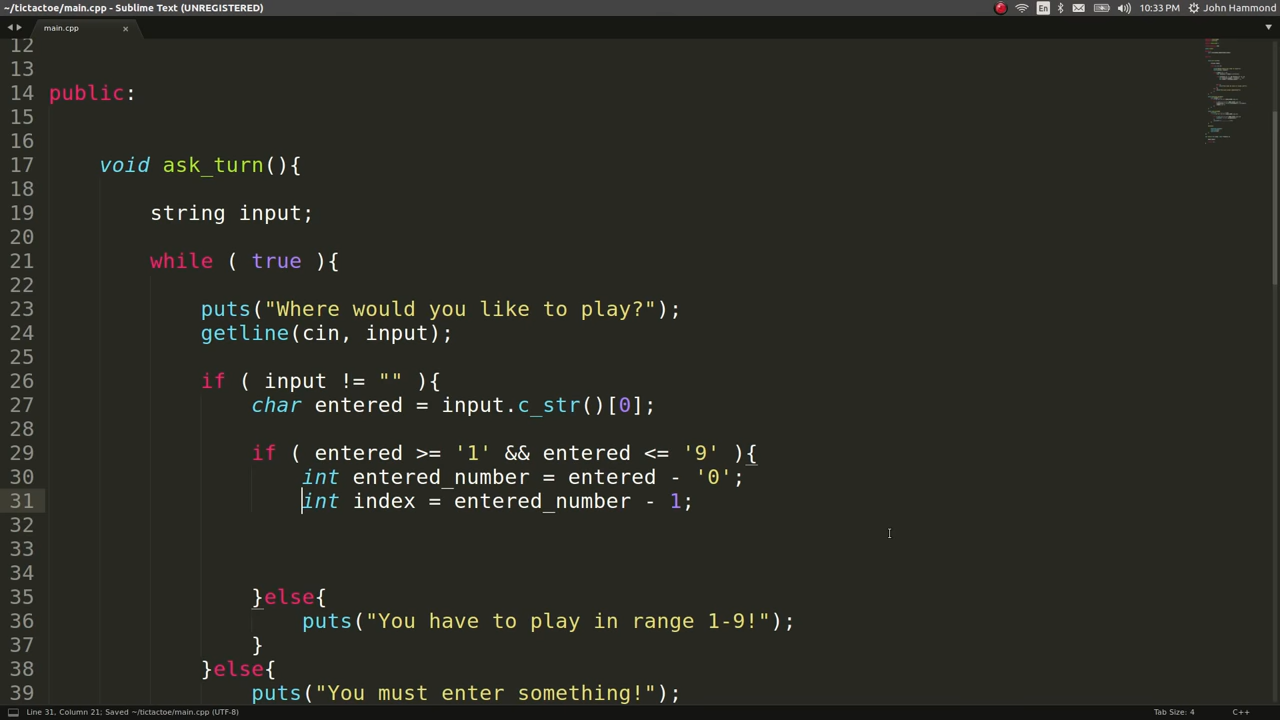 ~/tictactoe/main.cpp - Sublime Text (UNREGISTERED)
En
10:33 PM
John Hammond
main.cpp
12
13
14 public:
15
16
17 void ask_turn(){
18
19 string input;
20
21 while ( true ){
22
23 puts("Where would you like to play?");
24 getline(cin, input);
25
26 if ( input != "" ){
27 char entered = input.c_str()[0];
28
29 if ( entered >= '1' && entered <= '9' ){
30 int entered_number = entered - '0';
31 int index = entered_number - 1;
32
33
34
35 }else{
36 puts("You have to play in range 1-9!");
37 }
38 }else{
39 puts("You must enter something!");
Line 31, Column 21; Saved ~/tictactoe/main.cpp (UTF-8)
Tab Size: 4
C++